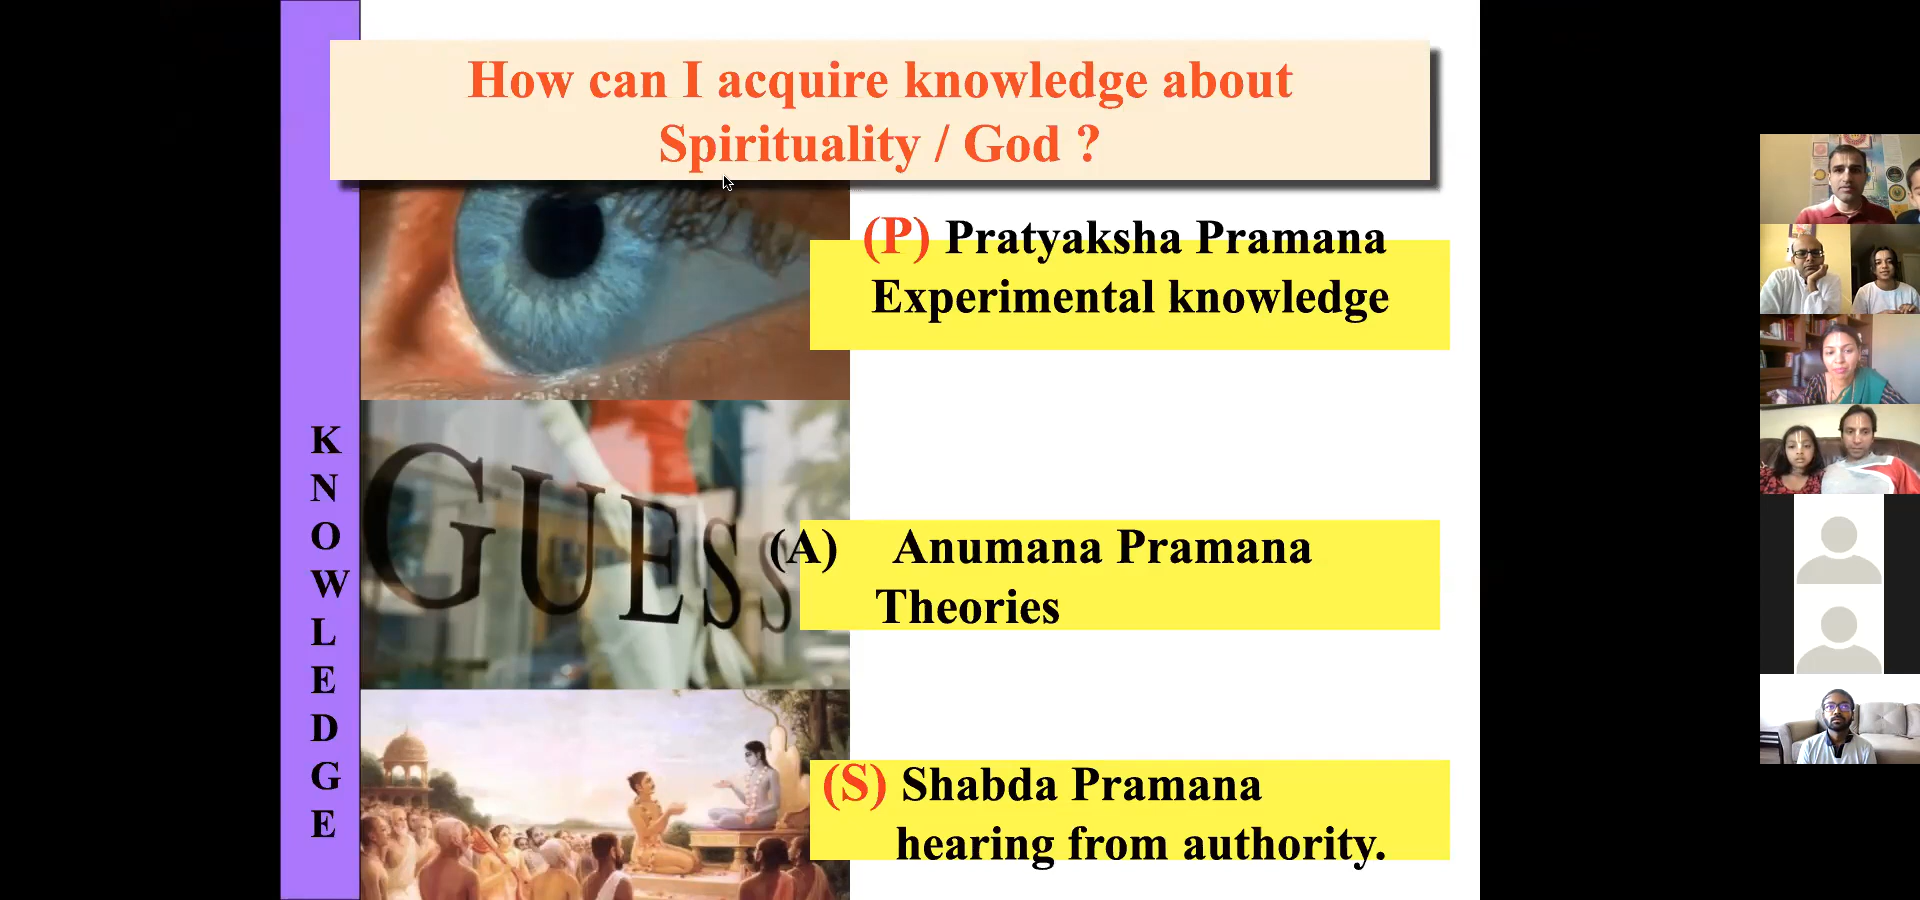 How can I acquire knowledge about
Spirituality / God ?
(P) Pratyaksha Pramana
Experimental knowledge
GUESS
(A) Anumana Pramana
Theories
(S) Shabda Pramana
hearing from authority.
K
N
O
W
L
E
D
G
E